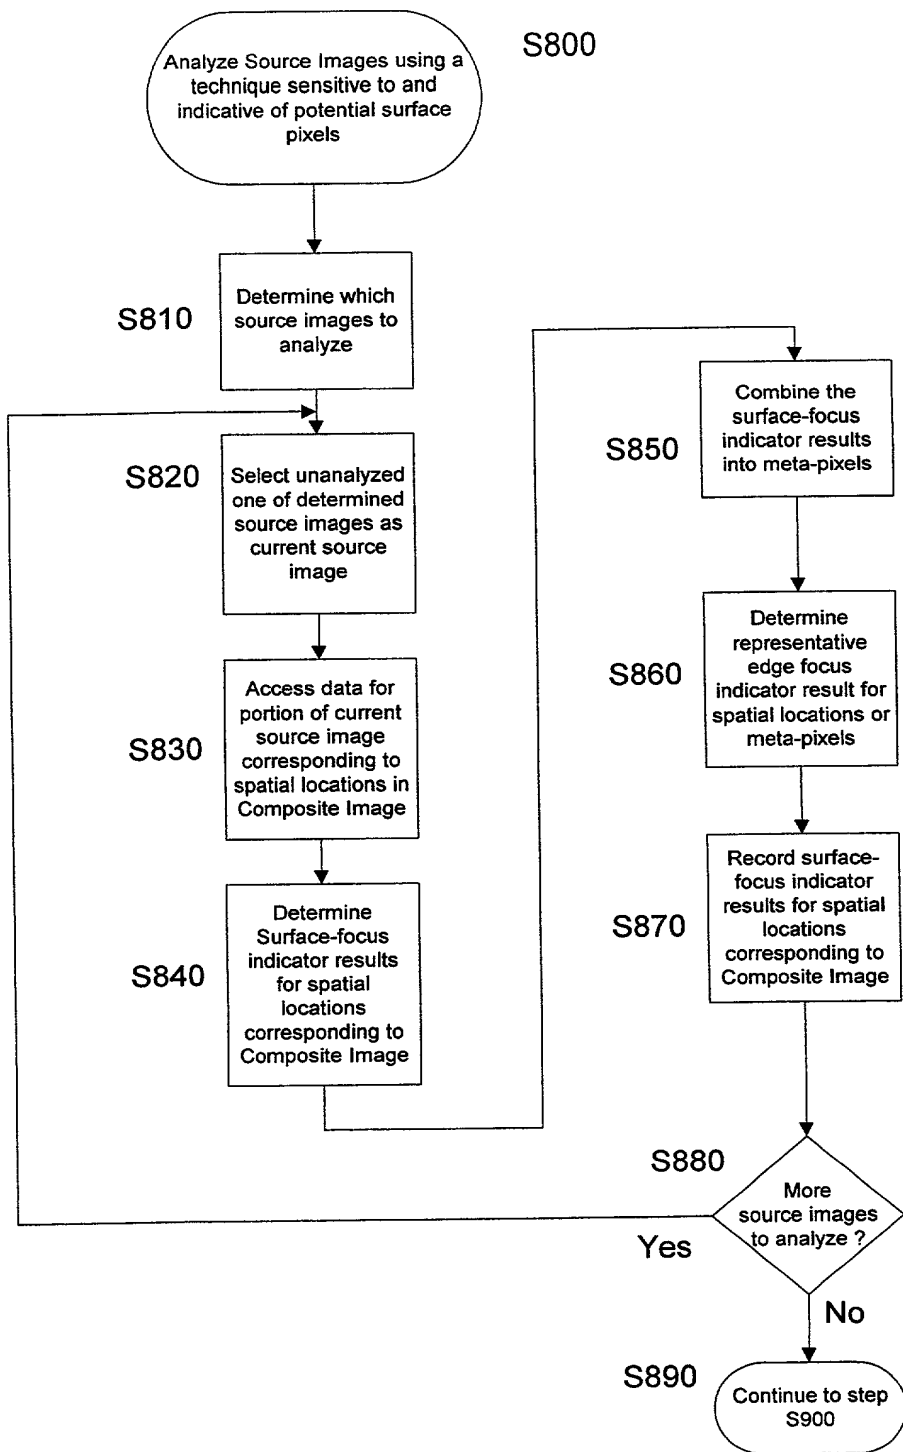 S800
Analyze Source Images using a
technique sensitive to and
indicative of potential surface
pixels
S810
Determine which
source images to
analyze
S820
Select unanalyzed
one of determined
source images as
current source
image
S830
Access data for
portion of current
source image
corresponding to
spatial locations in
Composite Image
S840
Determine
Surface-focus
indicator results
for spatial
locations
corresponding to
Composite Image
S850
Combine the
surface-focus
indicator results
into meta-pixels
S860
Determine
representative
edge focus
indicator result for
spatial locations or
meta-pixels
S870
Record surface-
focus indicator
results for spatial
locations
corresponding to
Composite Image
S880
More
source images
to analyze ?
Yes
No
S890
Continue to step
S900